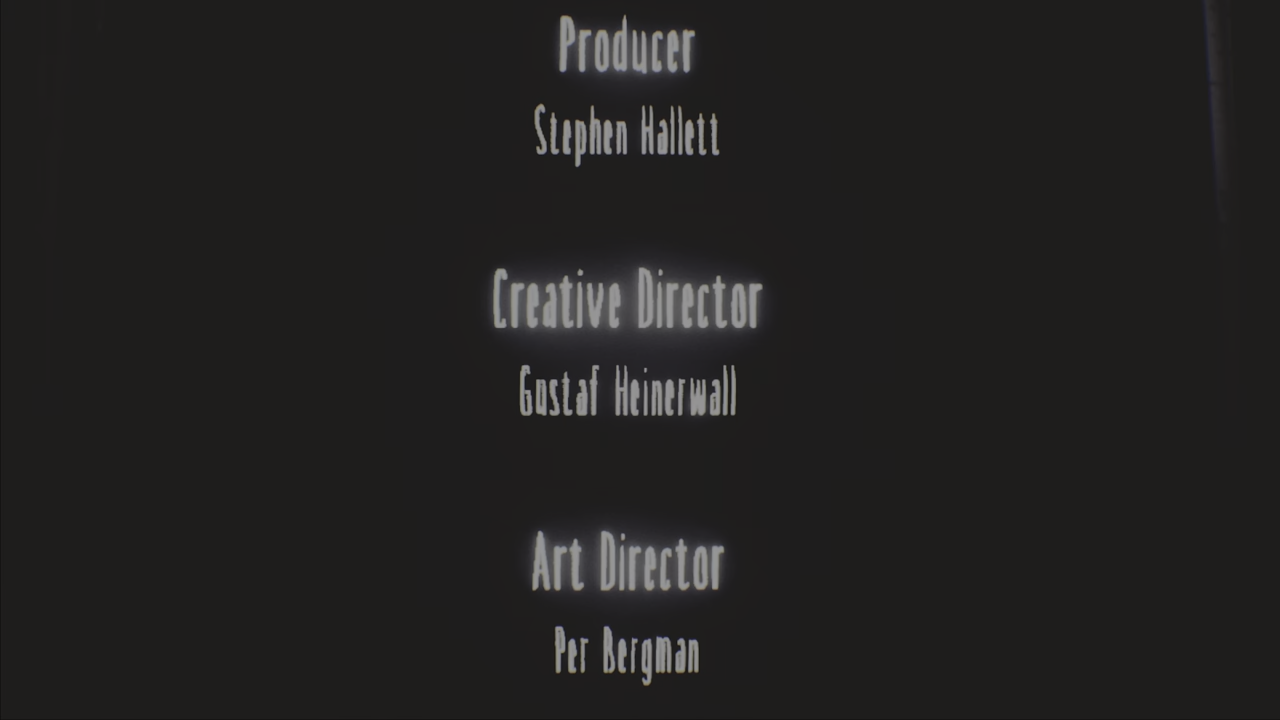 Producer
Stephen Hallett
Creative Director
Gustaf Heinerwall
Art Director
Per Bergman